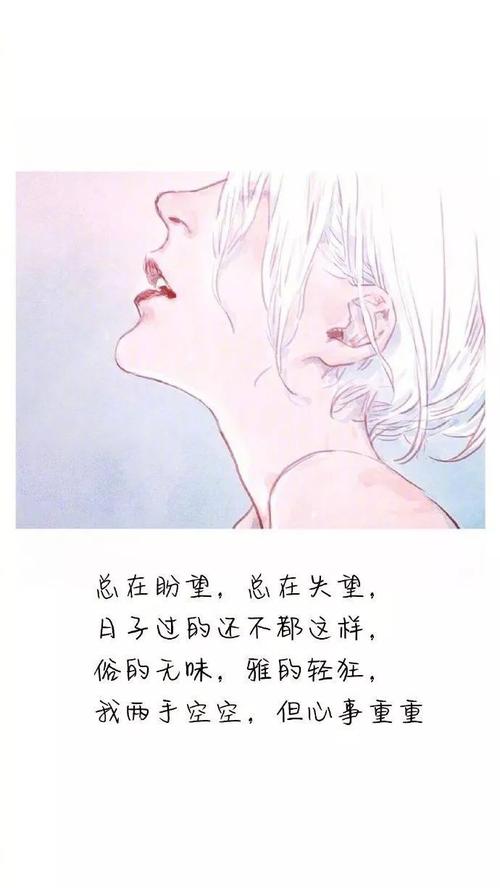 总在盼望，总在失望，
日子过的还不都这样，
俗的无味，雅的轻狂，
我两手空空，但心事重重